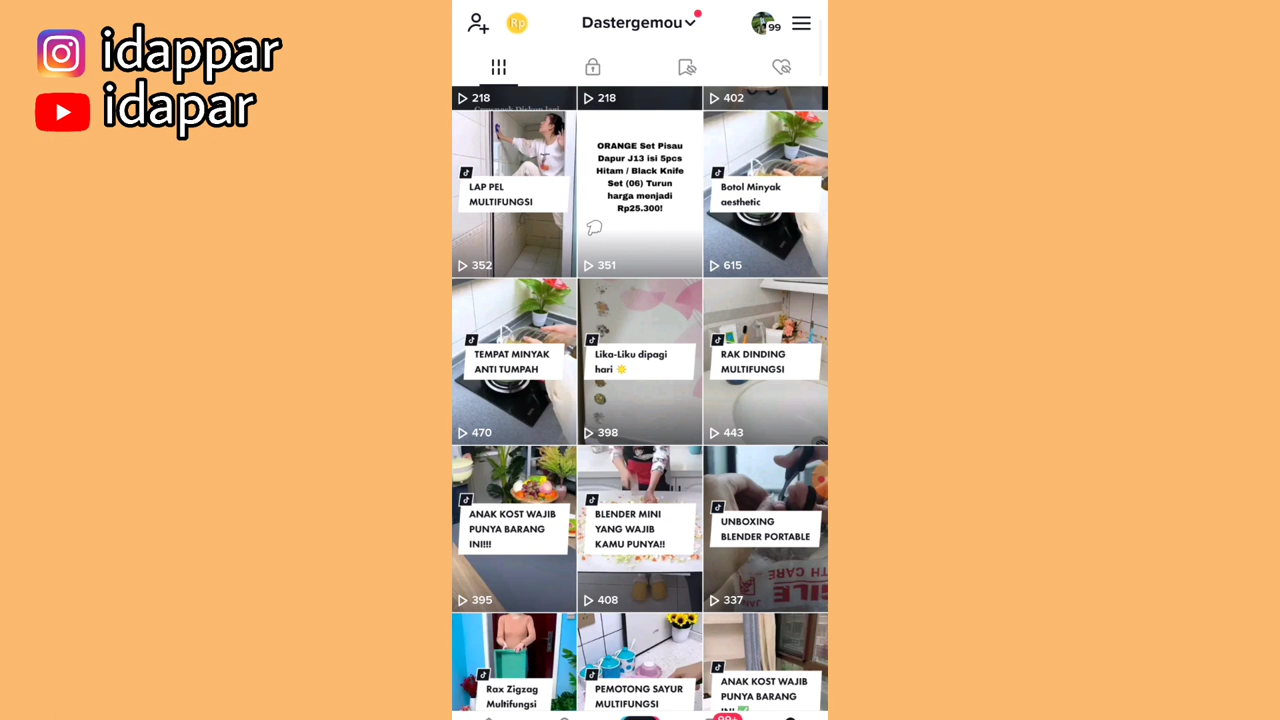 idappar
idapar
Rp
Dastergemou
99
218
218
402
LAP PEL
MULTIFUNGSI
352
ORANGE Set Pisau
Dapur J13 isi 5pcs
Hitam / Black Knife
Set (06) Turun
harga menjadi
Rp25.300!
351
Botol Minyak
aesthetic
615
TEMPAT MINYAK
ANTI TUMPAH
470
Lika-Liku dipagi
hari
398
RAK DINDING
MULTIFUNGSI
443
ANAK KOST WAJIB
PUNYA BARANG
INI!!!
395
BLENDER MINI
YANG WAJIB
KAMU PUNYA!!
408
UNBOXING
BLENDER PORTABLE
337
Rax Zigzag
Multifungsi
PEMOTONG SAYUR
MULTIFUNGSI
ANAK KOST WAJIB
PUNYA BARANG
INI
99+